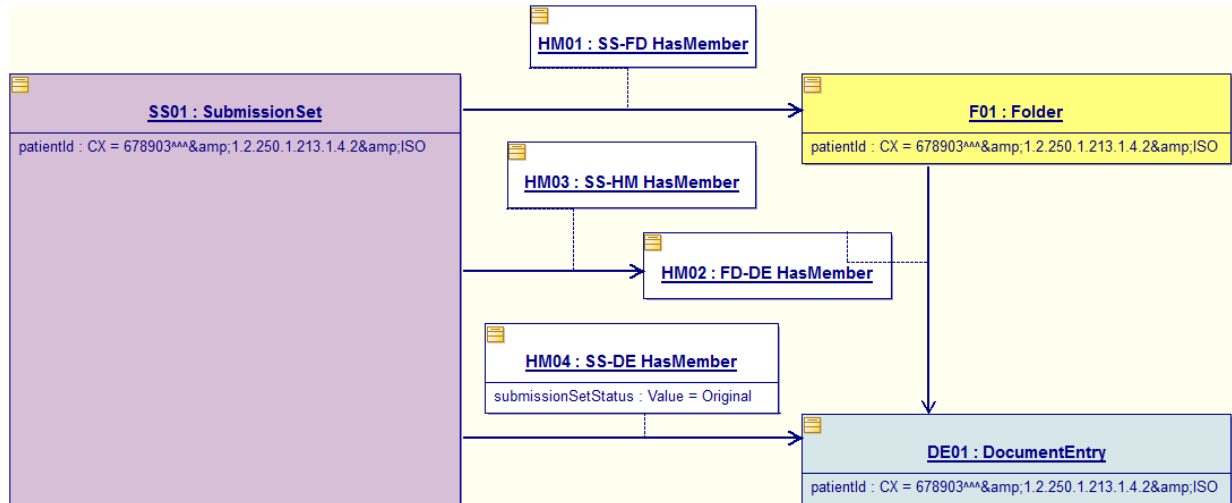 HM01 : SS-FD HasMember
SS01 : SubmissionSet
patientId : CX = 678903^^^&amp;1.2.250.1.213.1.4.2&amp;ISO
F01 : Folder
patientId : CX = 678903^^^&amp;1.2.250.1.213.1.4.2&amp;ISO
HM03 : SS-HM HasMember
HM02 : FD-DE HasMember
HM04 : SS-DE HasMember
submissionSetStatus : Value = Original
DE01 : DocumentEntry
patientId : CX = 678903^^^&amp;1.2.250.1.213.1.4.2&amp;ISO